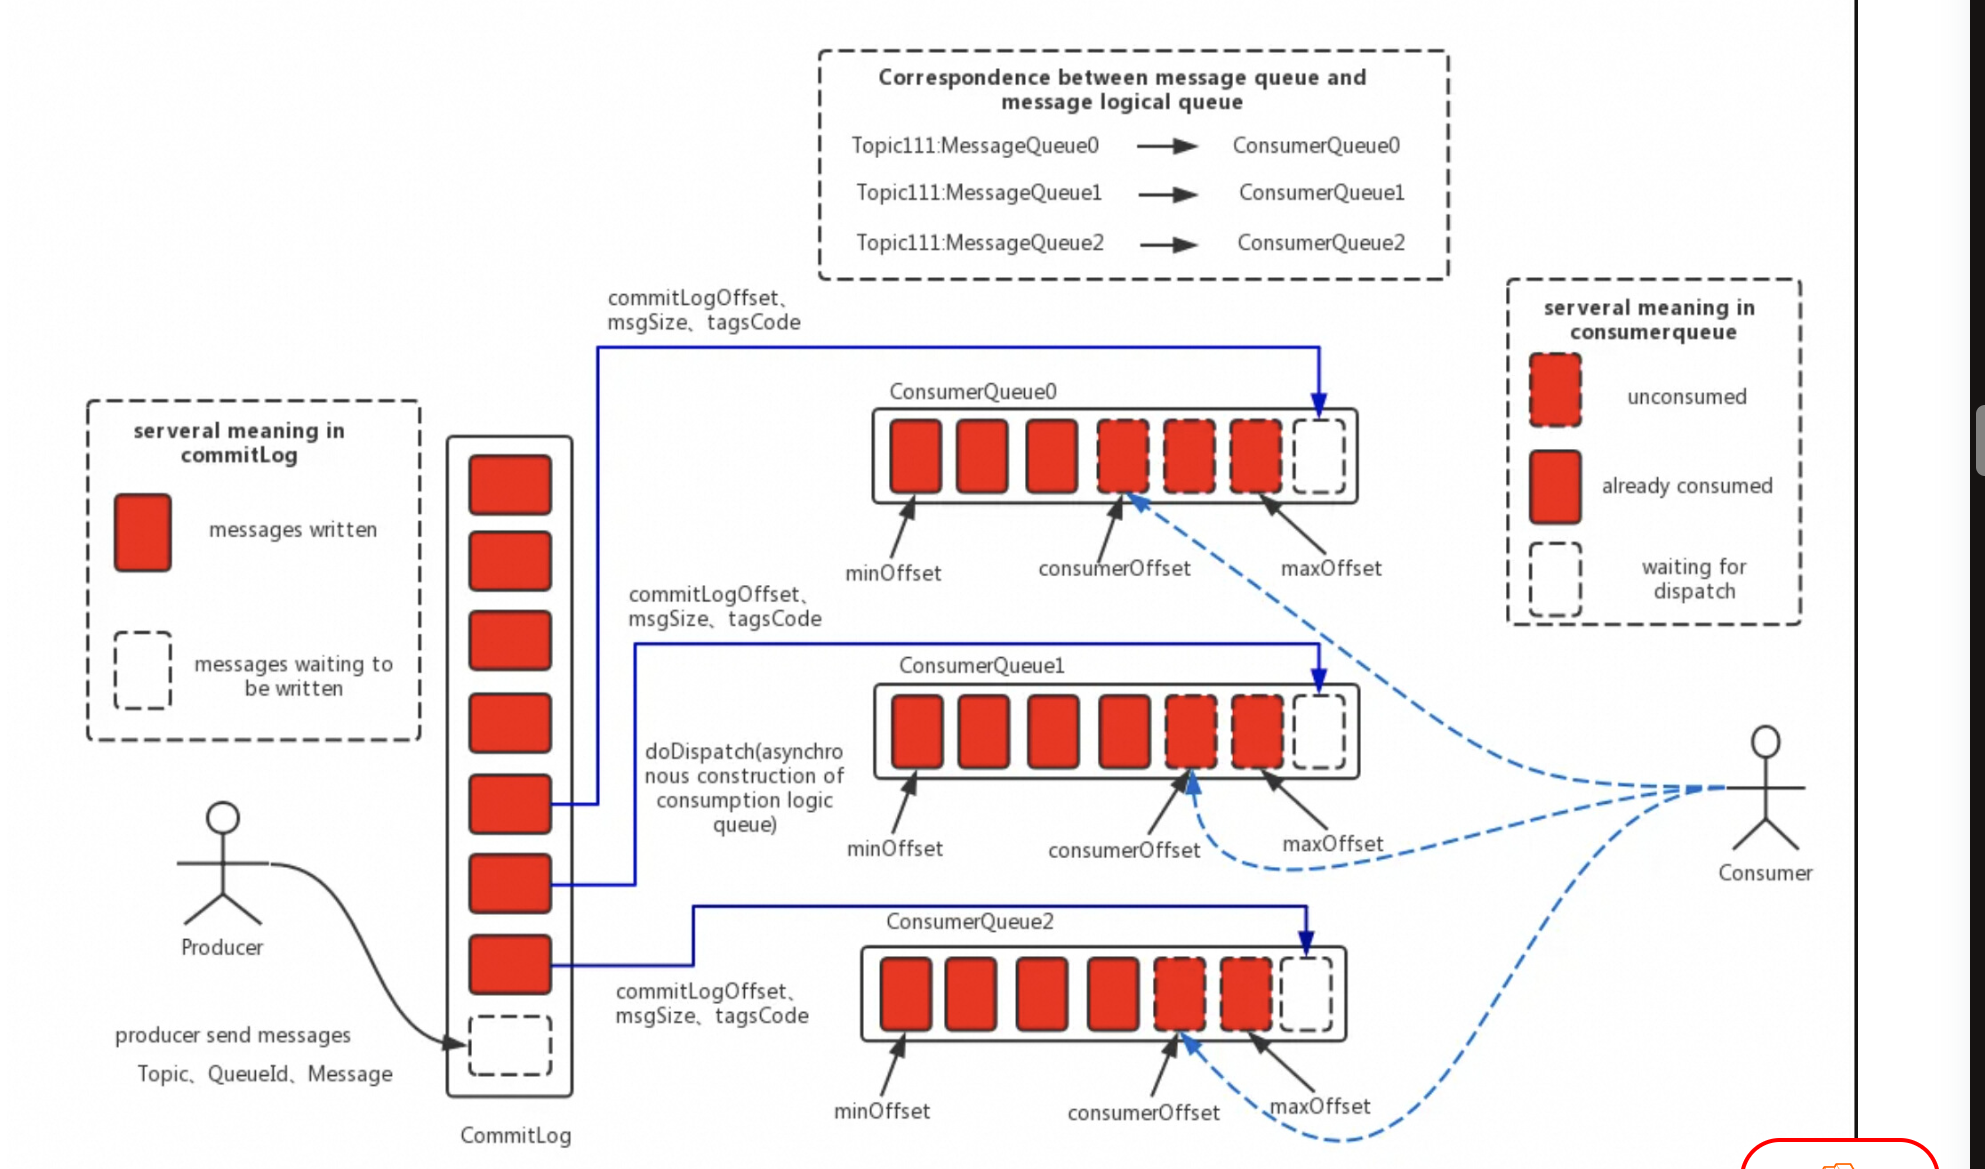 Correspondence between message queue and
message logical queue
Topic111:MessageQueue0
ConsumerQueue0
Topic111:MessageQueue1
ConsumerQueue1
Topic111:MessageQueue2
ConsumerQueue2
commitLogOffset、
msgSize、tagsCode
serveral meaning in
consumerqueue
unconsumed
already consumed
waiting for
dispatch
ConsumerQueue0
minOffset
consumerOffset
maxOffset
serveral meaning in
commitLog
messages written
messages waiting to
be written
commitLogOffset、
msgSize、tagsCode
ConsumerQueue1
doDispatch(asynchro
nous construction of
consumption logic
queue)
minOffset
consumerOffset
maxOffset
Consumer
Producer
ConsumerQueue2
commitLogOffset、
msgSize、tagsCode
producer send messages
Topic、QueueId、Message
minOffset
consumerOffset
maxOffset
CommitLog